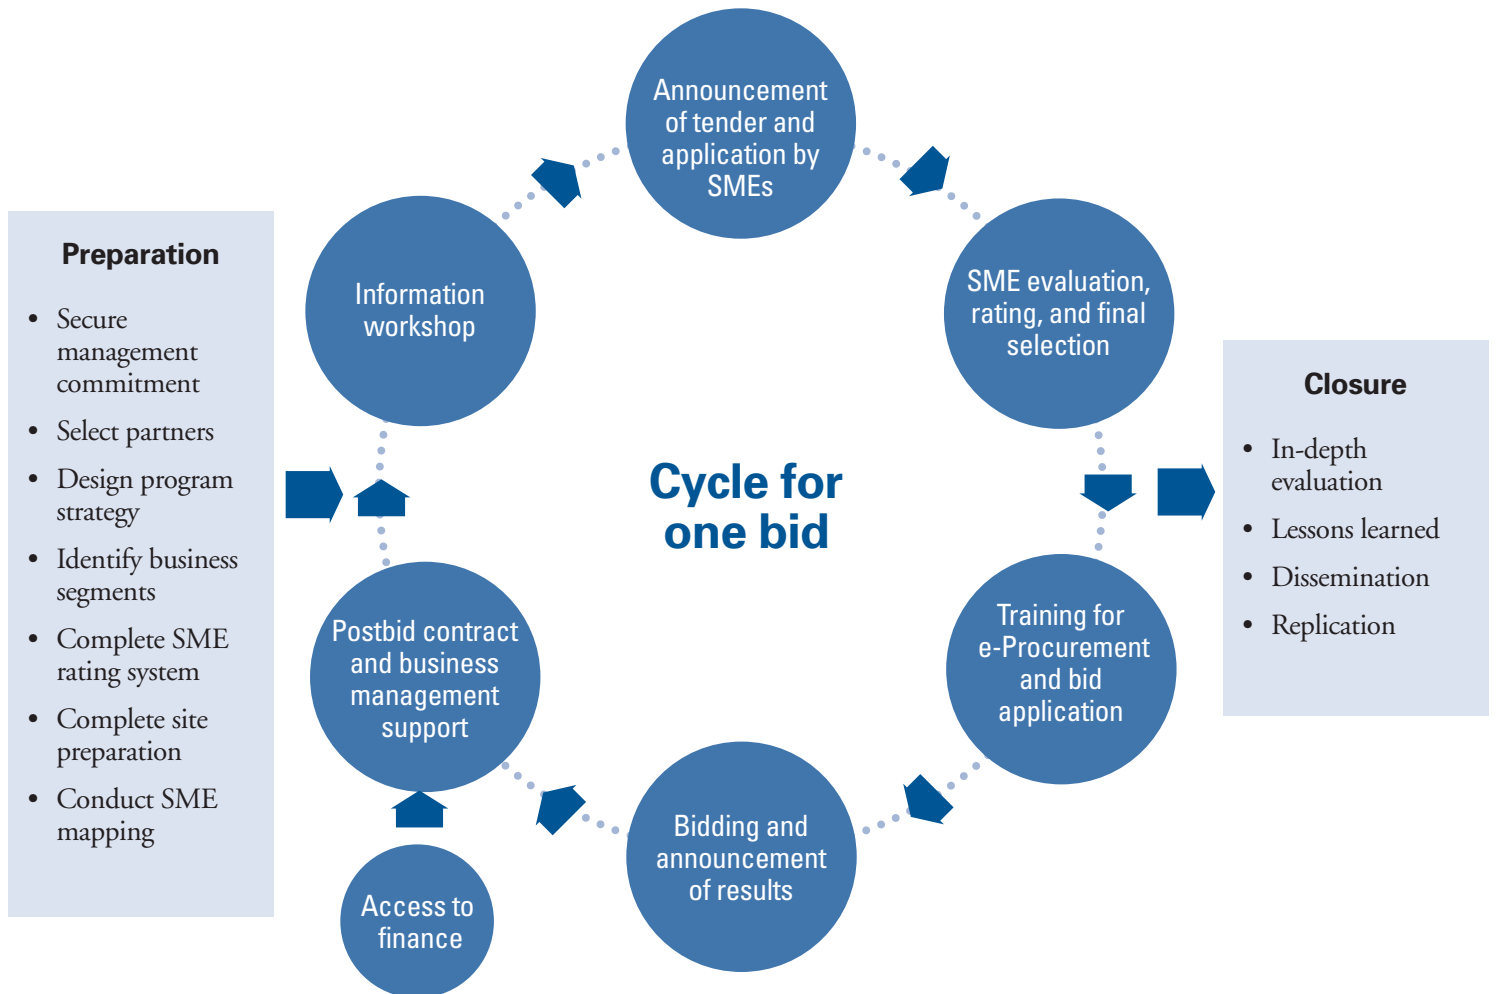 Preparation
• Secure
management
commitment
• Select partners
• Design program
strategy
• Identify business
segments
• Complete SME
rating system
• Complete site
preparation
• Conduct SME
mapping
Information
workshop
Announcement
of tender and
application by
SMEs
SME evaluation,
rating, and final
selection
Training for
e-Procurement
and bid
application
Bidding and
announcement
of results
Postbid contract
and business
management
support
Access to
finance
Cycle for
one bid
Closure
• In-depth
evaluation
• Lessons learned
• Dissemination
• Replication